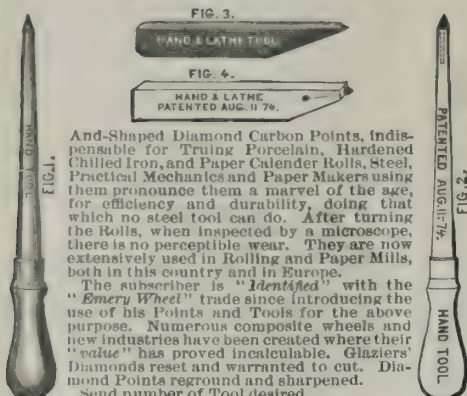 FIG. 3.
HAND & LATHE TOOL
FIG. 4.
HAND & LATHE
PATENTED AUG. 11-74.
HAND TOOL
FIG. 1.
And-Shaped Diamond Carbon Points, indis-
pensable for Truing Porcelain, Hardened
Chilled Iron, and Paper Calender Rolls, Steel,
Practical Mechanics and Paper Makers using
them pronounce them a marvel of the age,
for efficiency and durability, doing that
which no steel tool can do. After turning
the Rolls, when inspected by a microscope,
there is no perceptible wear. They are now
extensively used in Rolling and Paper Mills,
both in this country and in Europe.
The subscriber is "Identified" with the
"Emery Wheel" trade since introducing the
use of his Points and Tools for the above
purpose. Numerous composite wheels and
new industries have been created where their
"value" has proved incalculable. Glaziers'
Diamonds reset and warranted to cut. Dia-
mond Points reground and sharpened.
Send number of Tool desired
PATENTED AUG. 11-74.
FIG. 2.
HAND TOOL